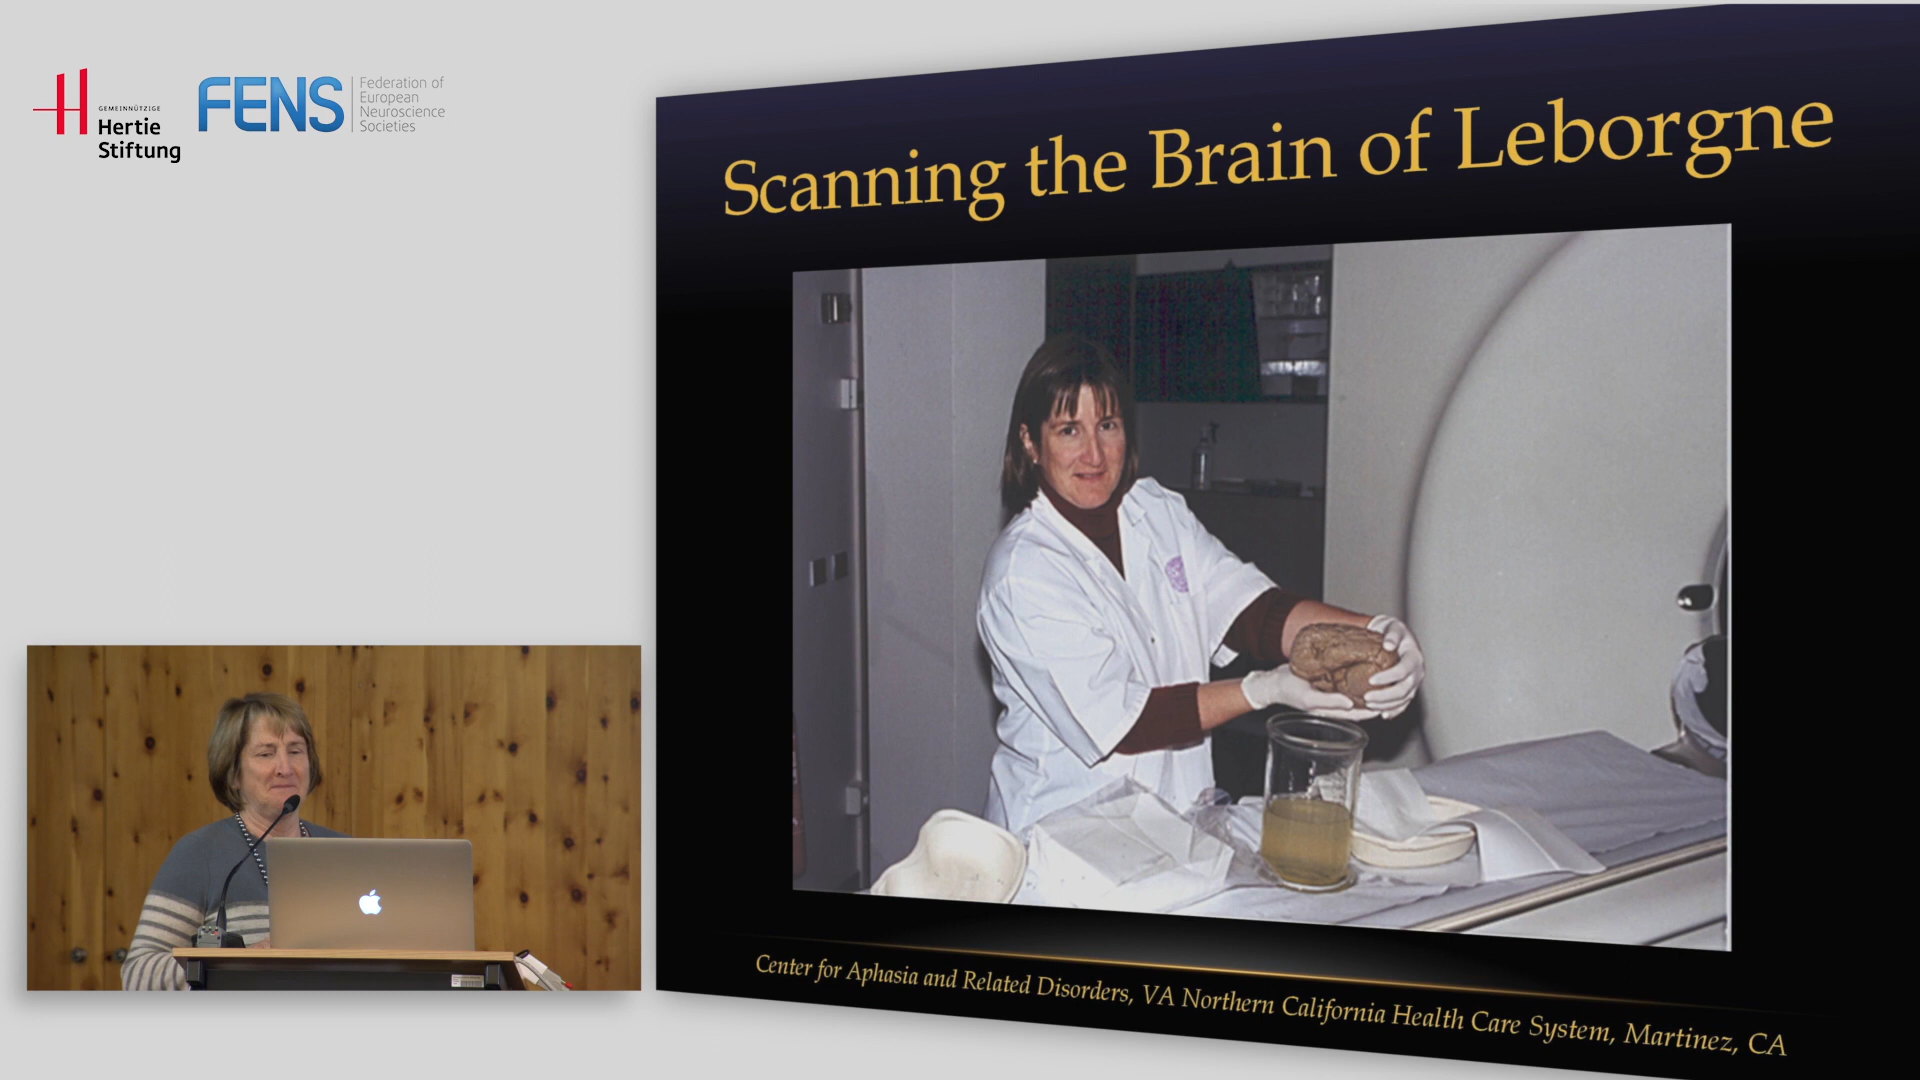 GEMEINNÜTZIGE
Hertie
Stiftung
FENS
Federation of
European
Neuroscience
Societies
Scanning the Brain of Leborgne
Center for Aphasia and Related Disorders, VA Northern California Health Care System, Martinez, CA